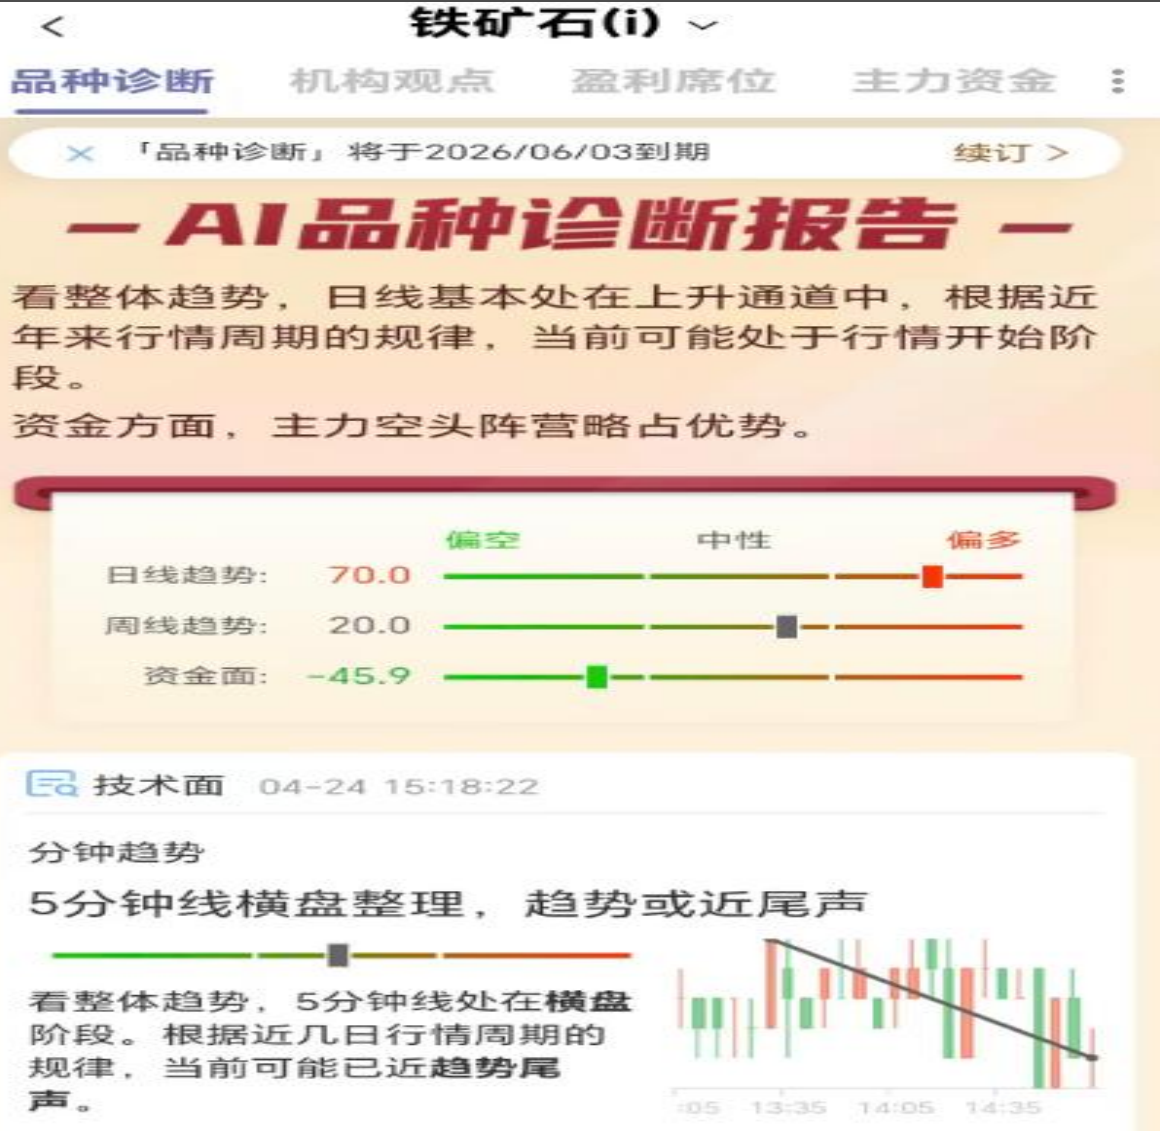 铁矿石(i)
品种诊断 机构观点 盈利席位 主力资金
「品种诊断」将于2026/06/03到期 续订 >
AI品种诊断报告
看整体趋势，日线基本处在上升通道中，根据近
年来行情周期的规律，当前可能处于行情开始阶
段。
资金方面，主力空头阵营略占优势。
偏空 中性 偏多
日线趋势: 70.0
周线趋势: 20.0
资金面: -45.9
技术面 04-24 15:18:22
分钟趋势
5分钟线横盘整理，趋势或近尾声
看整体趋势，5分钟线处在横盘
阶段。根据近几日行情周期的
规律，当前可能已近趋势尾
声。
:05 13:35 14:05 14:35